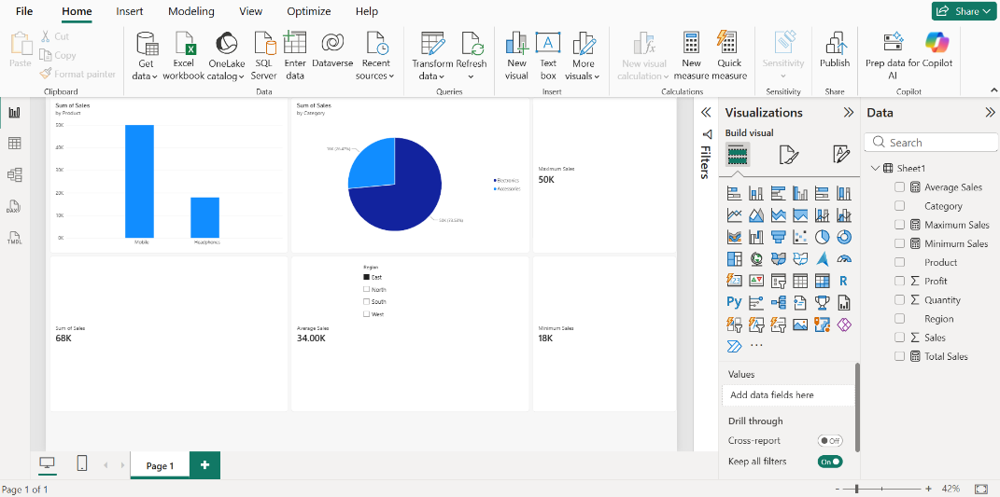 File Home Insert Modeling View Optimize Help Share
Paste Cut Copy Format painter
Clipboard
Get data Excel workbook OneLake catalog SQL Server Enter data Dataverse Recent sources
Data
Transform data Refresh
Queries
New visual Text box More visuals
Insert
New visual calculation New measure Quick measure
Calculations
Sensitivity
Sensitivity
Publish
Share
Prep data for AI Copilot
Copilot
Sum of Sales
by Product
50K
40K
30K
20K
10K
0K
Mobile Headphones
Sum of Sales
by Category
Electronics
Accessories
Maximum Sales
50K
Sum of Sales
68K
Region
East
North
South
West
Average Sales
34.00K
Minimum Sales
18K
DAX
TMDL
Filters
Visualizations
Build visual
123
R
Py
Values
Add data fields here
Drill through
Cross-report Off
Keep all filters On
Data
Search
Sheet1
Average Sales
Category
Maximum Sales
Minimum Sales
Product
Profit
Quantity
Region
Sales
Total Sales
Page 1
Page 1 of 1
42%